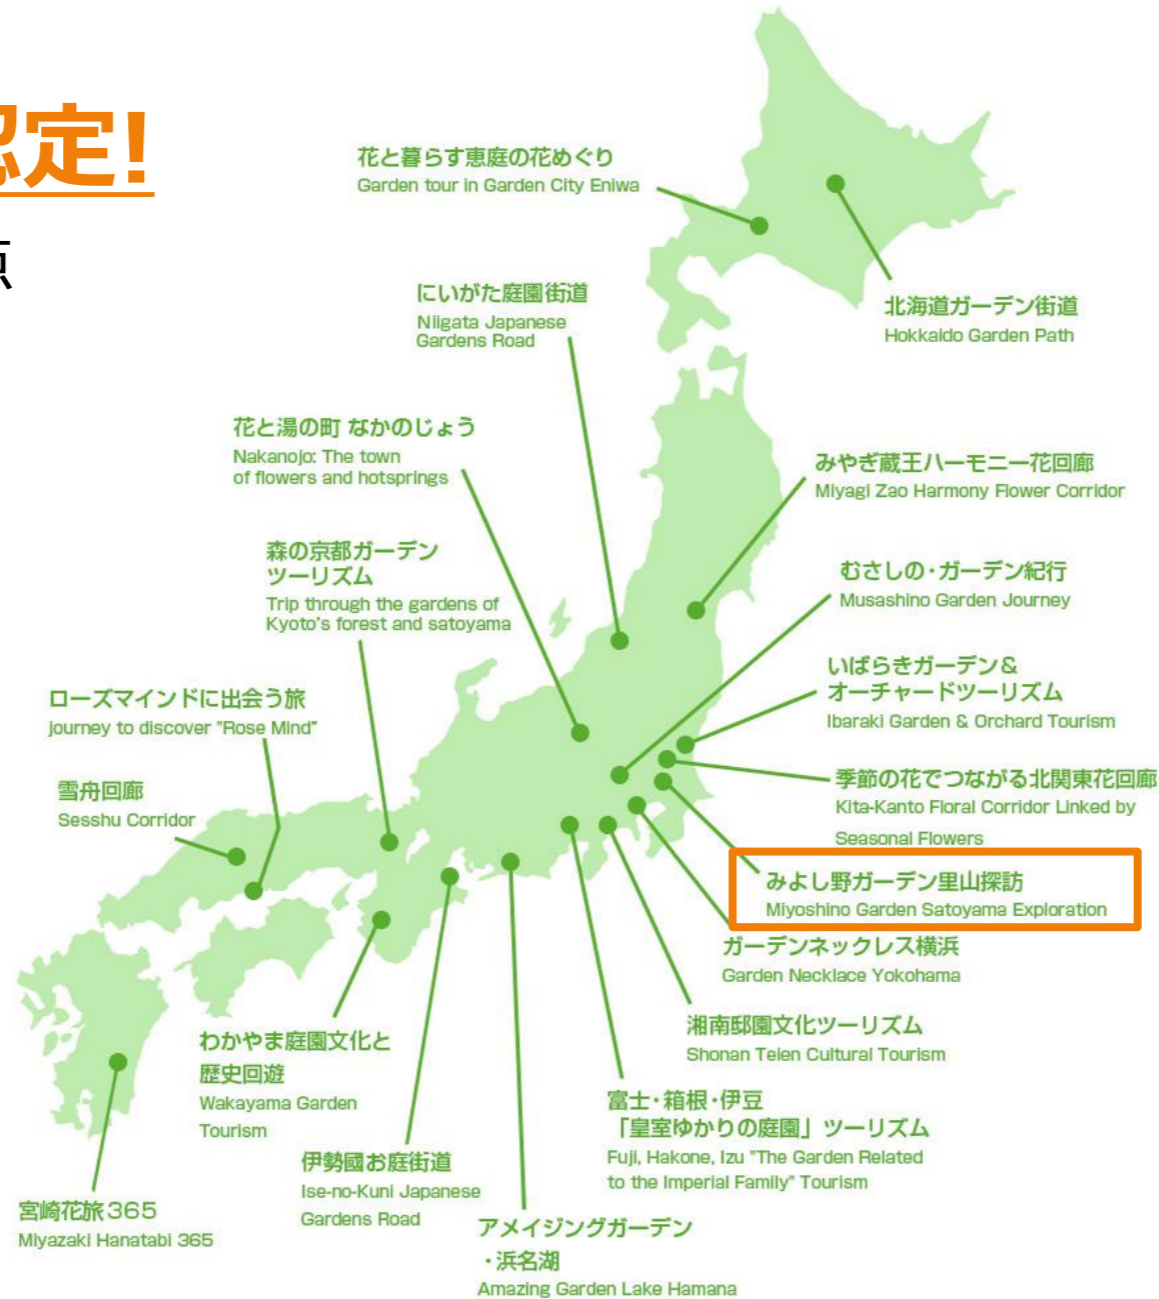 認定!
点
花と暮らす恵庭の花めぐり
Garden tour in Garden City Eniwa
北海道ガーデン街道
Hokkaido Garden Path
にいがた庭園街道
Niigata Japanese
Gardens Road
花と湯の町 なかのじょう
Nakanojo: The town
of flowers and hotsprings
みやぎ蔵王ハーモニー花回廊
Miyagi Zao Harmony Flower Corridor
森の京都ガーデン
ツーリズム
Trip through the gardens of
Kyoto's forest and satoyama
むさしの・ガーデン紀行
Musashino Garden Journey
いばらきガーデン&
オーチャードツーリズム
Ibaraki Garden & Orchard Tourism
ローズマインドに出会う旅
journey to discover "Rose Mind"
季節の花でつながる北関東花回廊
Kita-Kanto Floral Corridor Linked by
Seasonal Flowers
雪舟回廊
Sesshu Corridor
みよし野ガーデン里山探訪
Miyoshino Garden Satoyama Exploration
ガーデンネックレス横浜
Garden Necklace Yokohama
湘南邸園文化ツーリズム
Shonan Teien Cultural Tourism
わかやま庭園文化と
歴史回遊
Wakayama Garden
Tourism
富士・箱根・伊豆
「皇室ゆかりの庭園」ツーリズム
Fuji, Hakone, Izu "The Garden Related
to the Imperial Family" Tourism
伊勢國お庭街道
Ise-no-Kuni Japanese
Gardens Road
宮崎花旅365
Miyazaki Hanatabi 365
アメイジングガーデン
・浜名湖
Amazing Garden Lake Hamana